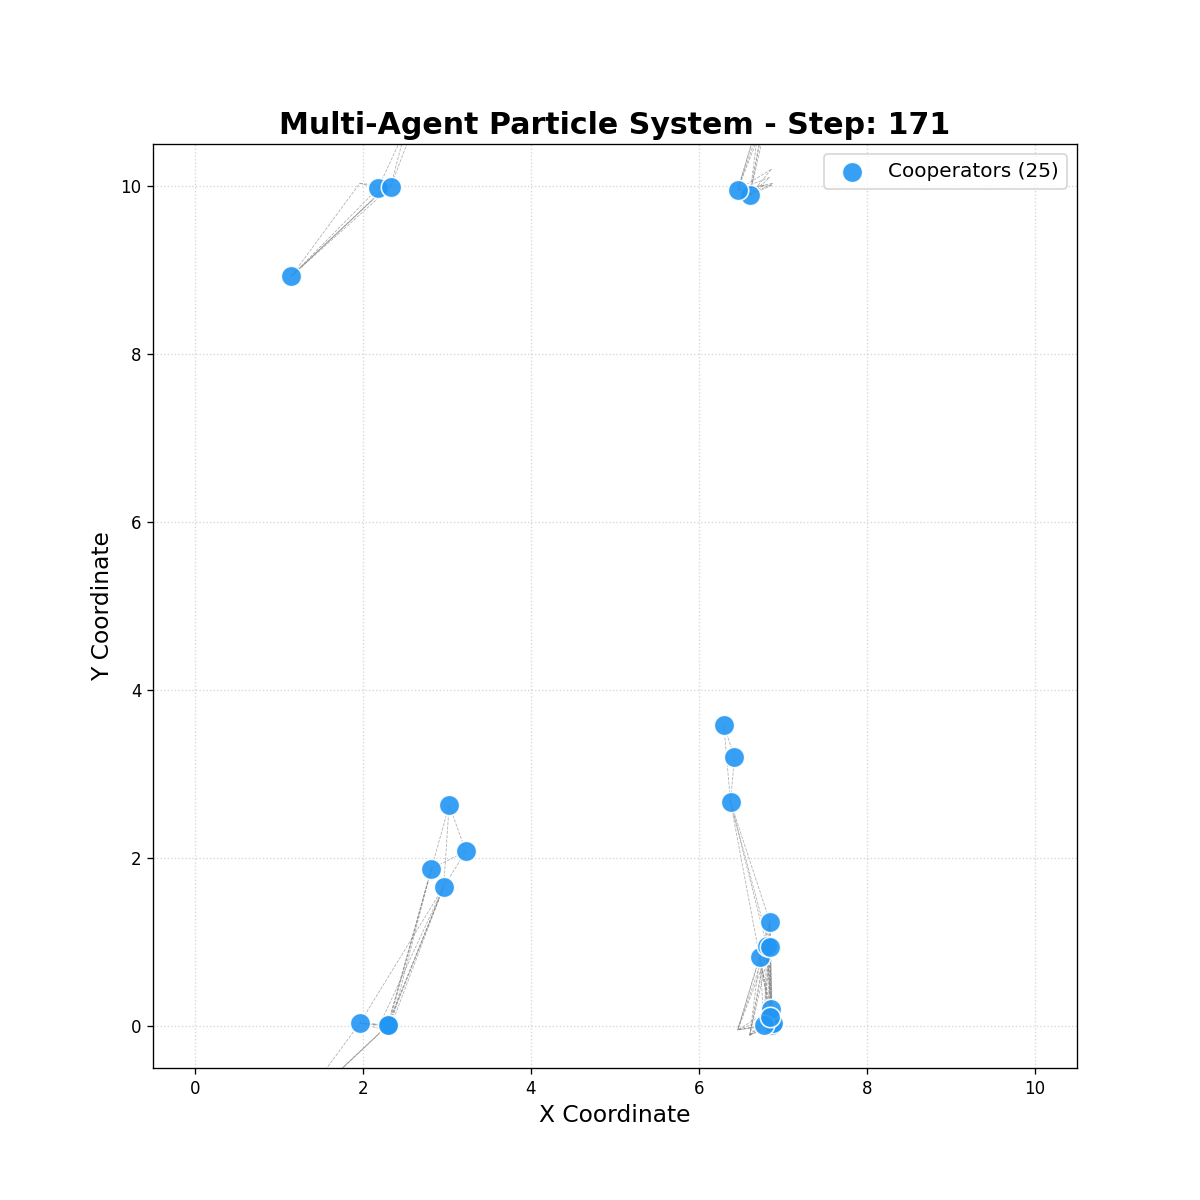 Multi-Agent Particle System - Step: 171
Cooperators (25)
10
8
6
4
2
0
Y Coordinate
0 2 4 6 8 10
X Coordinate